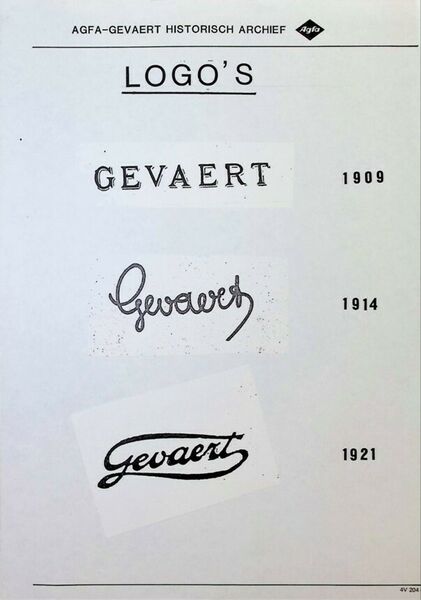 AGFA-GEVAERT HISTORISCH ARCHIEF Agfa
LOGO'S
GEVAERT 1909
Gevaert 1914
Gevaert 1921
4V 204